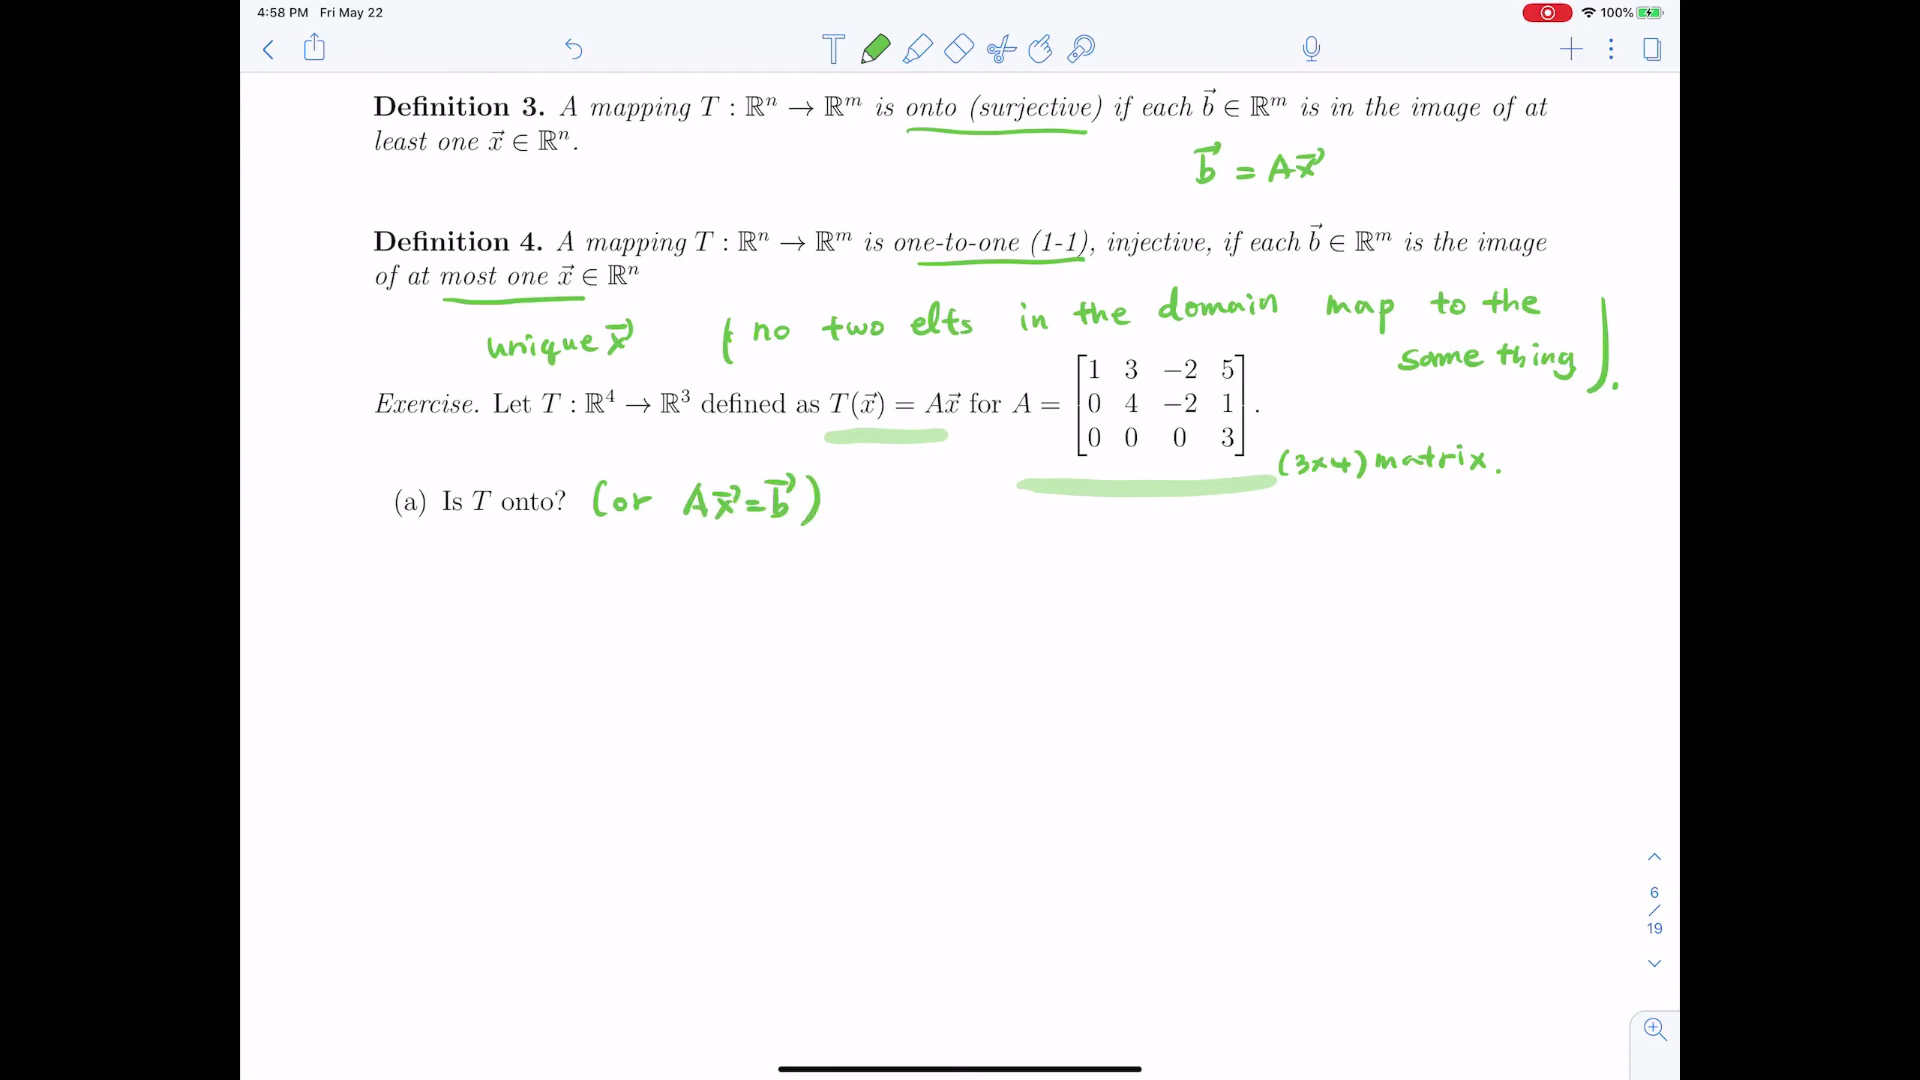 4:58 PM Fri May 22
100%
Definition 3. A mapping T : ℝⁿ → ℝᵐ is onto (surjective) if each b⃗ ∈ ℝᵐ is in the image of at
least one x⃗ ∈ ℝⁿ.
b⃗ = Ax⃗
Definition 4. A mapping T : ℝⁿ → ℝᵐ is one-to-one (1-1), injective, if each b⃗ ∈ ℝᵐ is the image
of at most one x⃗ ∈ ℝⁿ
unique x⃗ (no two elts in the domain map to the
same thing).
Exercise. Let T : ℝ⁴ → ℝ³ defined as T(x⃗) = Ax⃗ for A = [1 3 −2 5
0 4 −2 1
0 0 0 3].
(3x4) matrix.
(a) Is T onto? (or Ax⃗=b⃗)
6
/
19